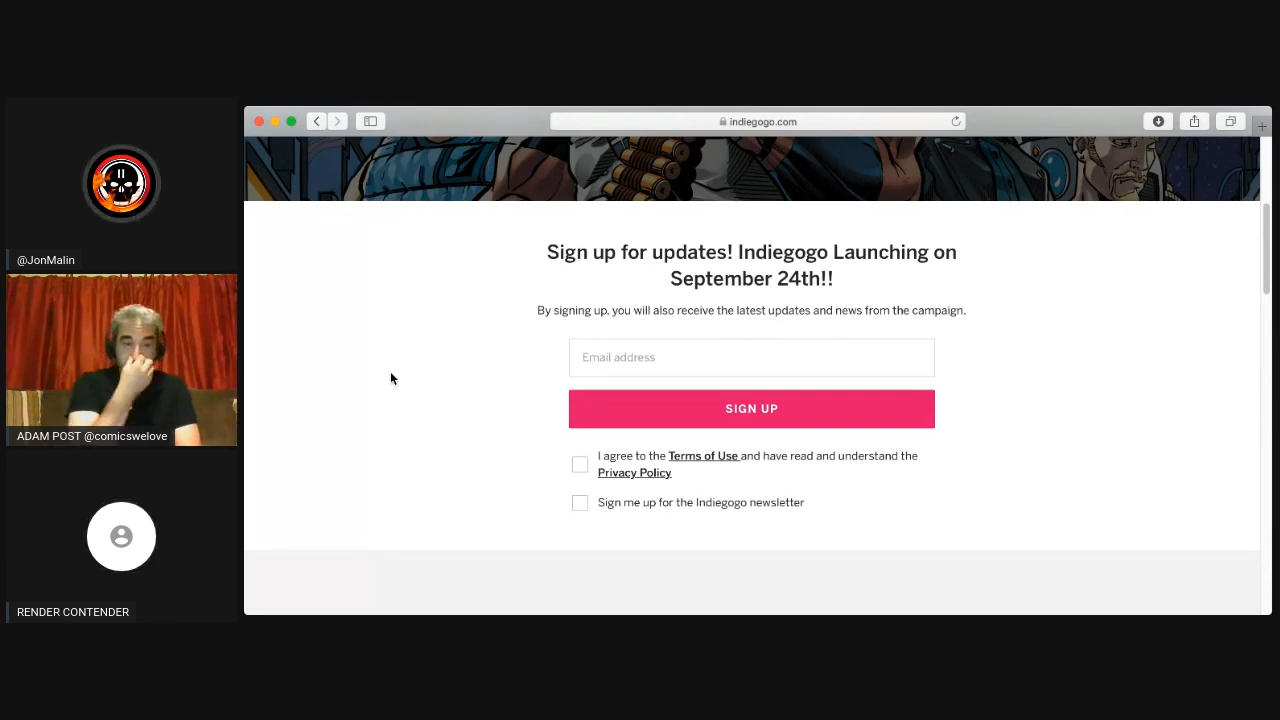 @JonMalin
ADAM POST @comicswelove
RENDER CONTENDER
indiegogo.com
Sign up for updates! Indiegogo Launching on
September 24th!!
By signing up, you will also receive the latest updates and news from the campaign.
Email address
SIGN UP
I agree to the Terms of Use and have read and understand the
Privacy Policy
Sign me up for the Indiegogo newsletter